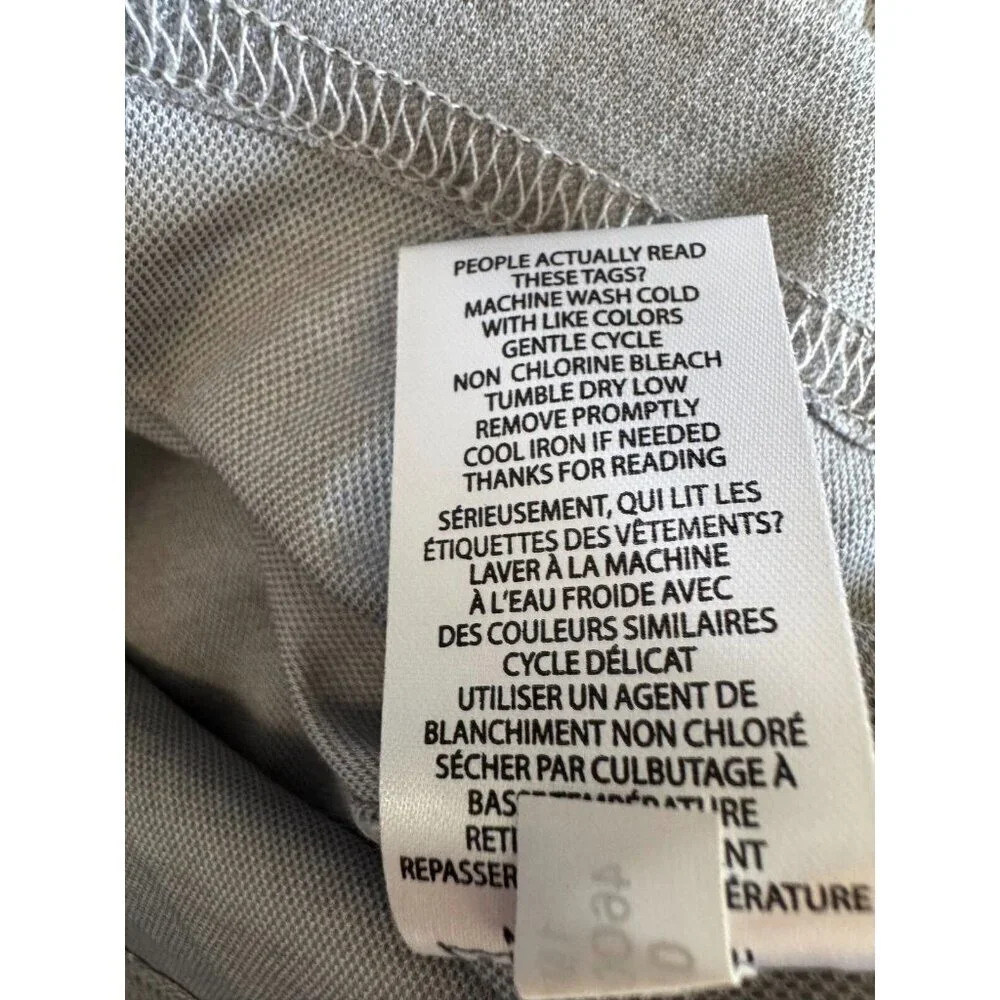 PEOPLE ACTUALLY READ
THESE TAGS?
MACHINE WASH COLD
WITH LIKE COLORS
GENTLE CYCLE
NON CHLORINE BLEACH
TUMBLE DRY LOW
REMOVE PROMPTLY
COOL IRON IF NEEDED
THANKS FOR READING
SÉRIEUSEMENT, QUI LIT LES
ÉTIQUETTES DES VÊTEMENTS?
LAVER À LA MACHINE
À L'EAU FROIDE AVEC
DES COULEURS SIMILAIRES
CYCLE DÉLICAT
UTILISER UN AGENT DE
BLANCHIMENT NON CHLORÉ
SÉCHER PAR CULBUTAGE À
REPASSER